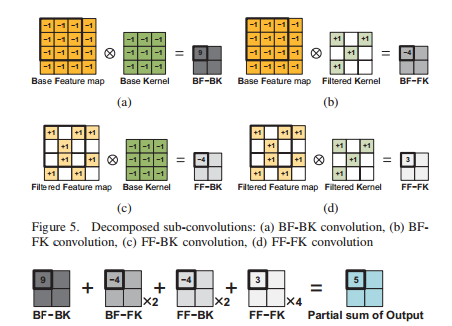 -1 -1 -1 -1 -1 -1 -1 9 -1 -1 -1 -1 +1 +1 -4
-1 -1 -1 -1 -1 -1 -1 -1 -1 -1 -1 +1
-1 -1 -1 -1 -1 -1 -1 -1 -1 -1 -1 +1
-1 -1 -1 -1 -1 -1 -1 -1
Base Feature map Base Kernel BF-BK Base Feature map Filtered Kernel BF-FK
(a) (b)
+1 +1 +1 -1 -1 -1 -4 +1 +1 +1 +1 +1 3
+1 -1 -1 -1 +1 +1
+1 +1 -1 -1 -1 +1 +1 +1
+1 +1 +1 +1
Filtered Feature map Base Kernel FF-BK Filtered Feature map Filtered Kernel FF-FK
(c) (d)
Figure 5. Decomposed sub-convolutions: (a) BF-BK convolution, (b) BF-
FK convolution, (c) FF-BK convolution, (d) FF-FK convolution
9 + -4 ×2 + -4 ×2 + 3 ×4 = 5
BF-BK BF-FK FF-BK FF-FK Partial sum of Output